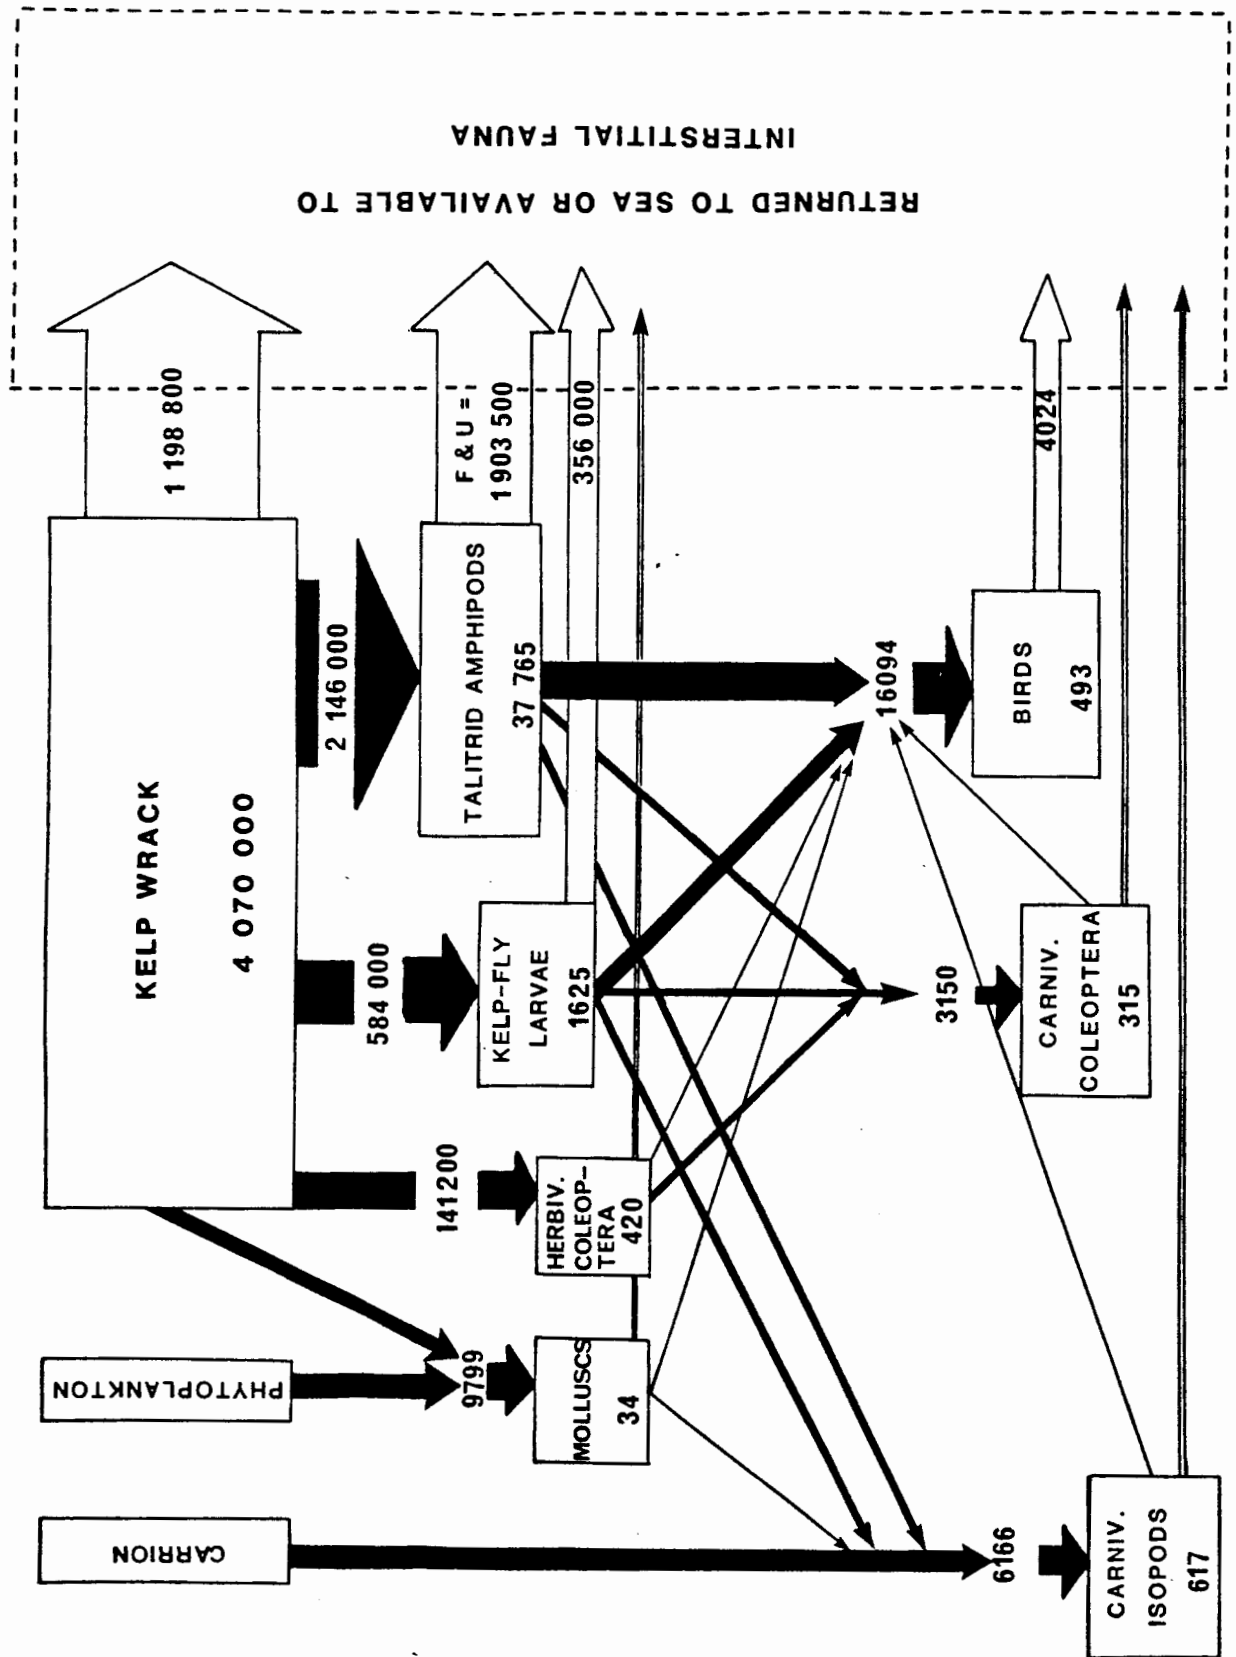 CARRION
PHYTOPLANKTON
KELP WRACK
4 070 000
1 198 800
9799
141200
584 000
2 146 000
MOLLUSCS
34
HERBIV.
COLEOP-
TERA
420
KELP-FLY
LARVAE
1625
TALITRID AMPHIPODS
37 765
F & U =
1903 500
356 000
RETURNED TO SEA OR AVAILABLE TO
INTERSTITIAL FAUNA
6166
3150
16094
CARNIV.
ISOPODS
617
CARNIV.
COLEOPTERA
315
BIRDS
493
4024